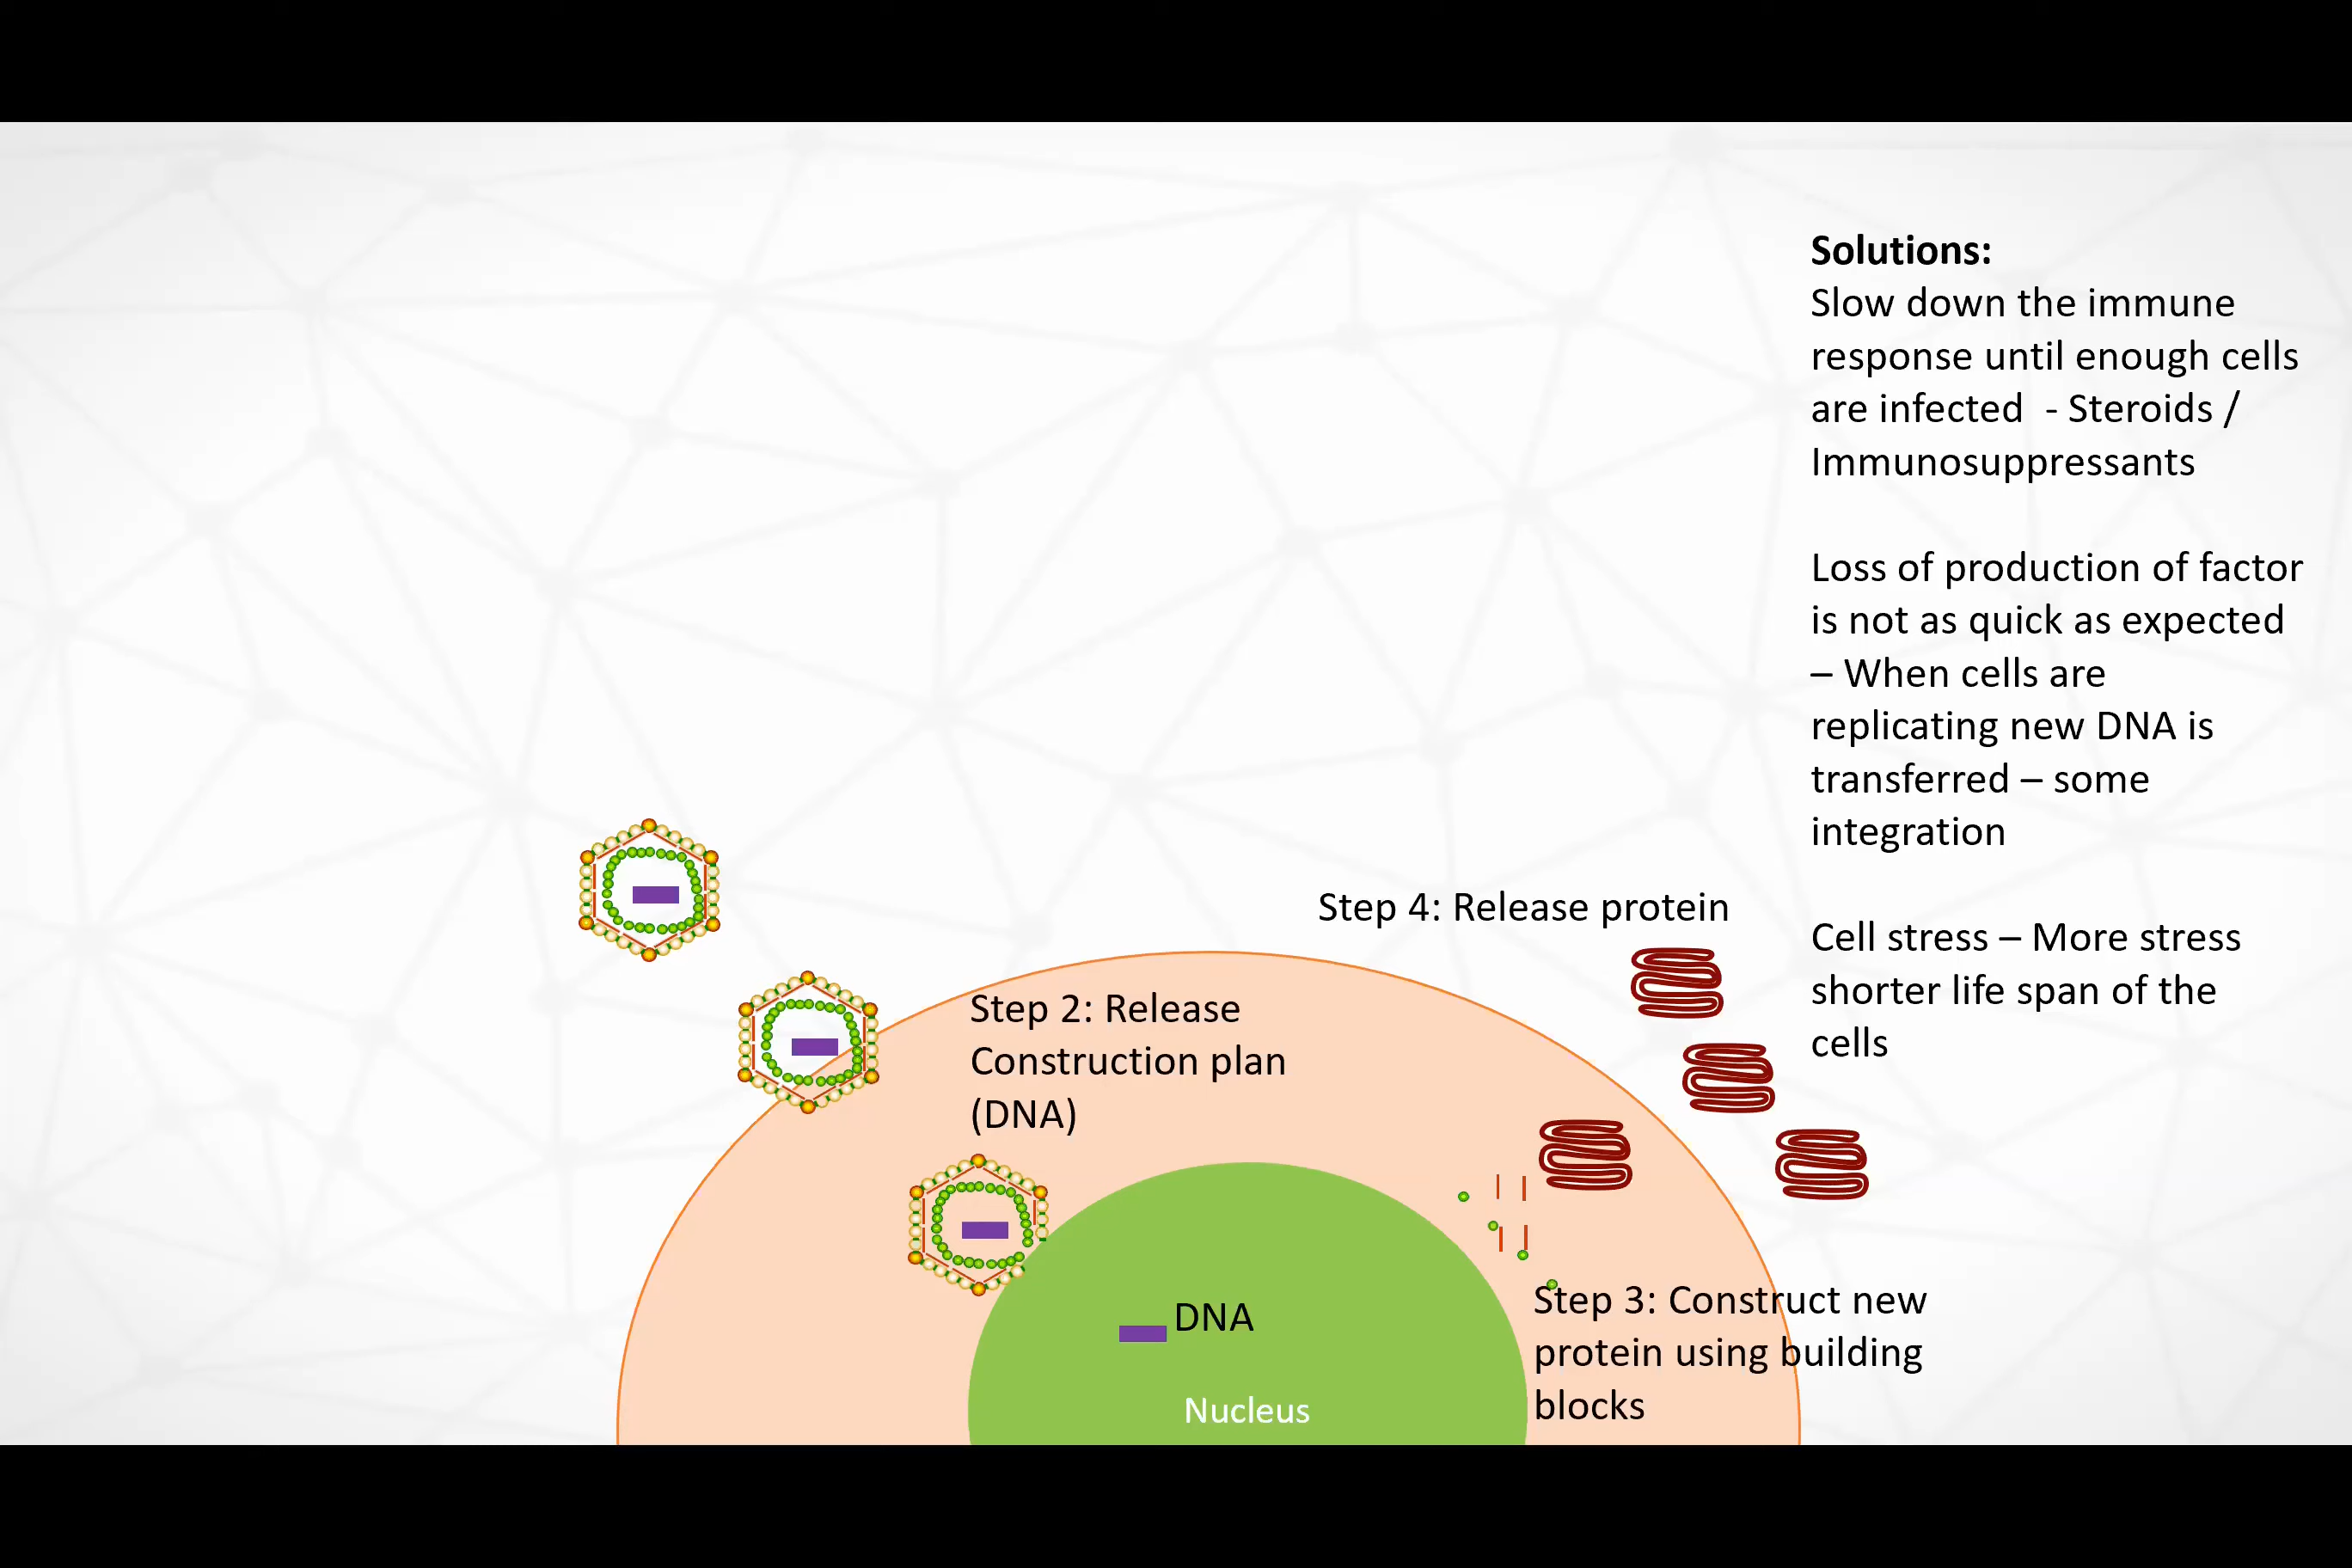 Solutions:
Slow down the immune
response until enough cells
are infected  - Steroids /
Immunosuppressants
Loss of production of factor
is not as quick as expected
– When cells are
replicating new DNA is
transferred – some
integration
Cell stress – More stress
shorter life span of the
cells
Step 4: Release protein
Step 2: Release
Construction plan
(DNA)
DNA
Nucleus
Step 3: Construct new
protein using building
blocks